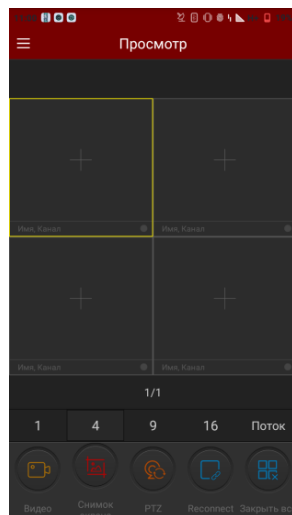 Просмотр
Имя, Канал
Имя, Канал
Имя, Канал
Имя, Канал
1/1
1 4 9 16 Поток
Видео Снимок PTZ Reconnect Закрыть вс
экрана